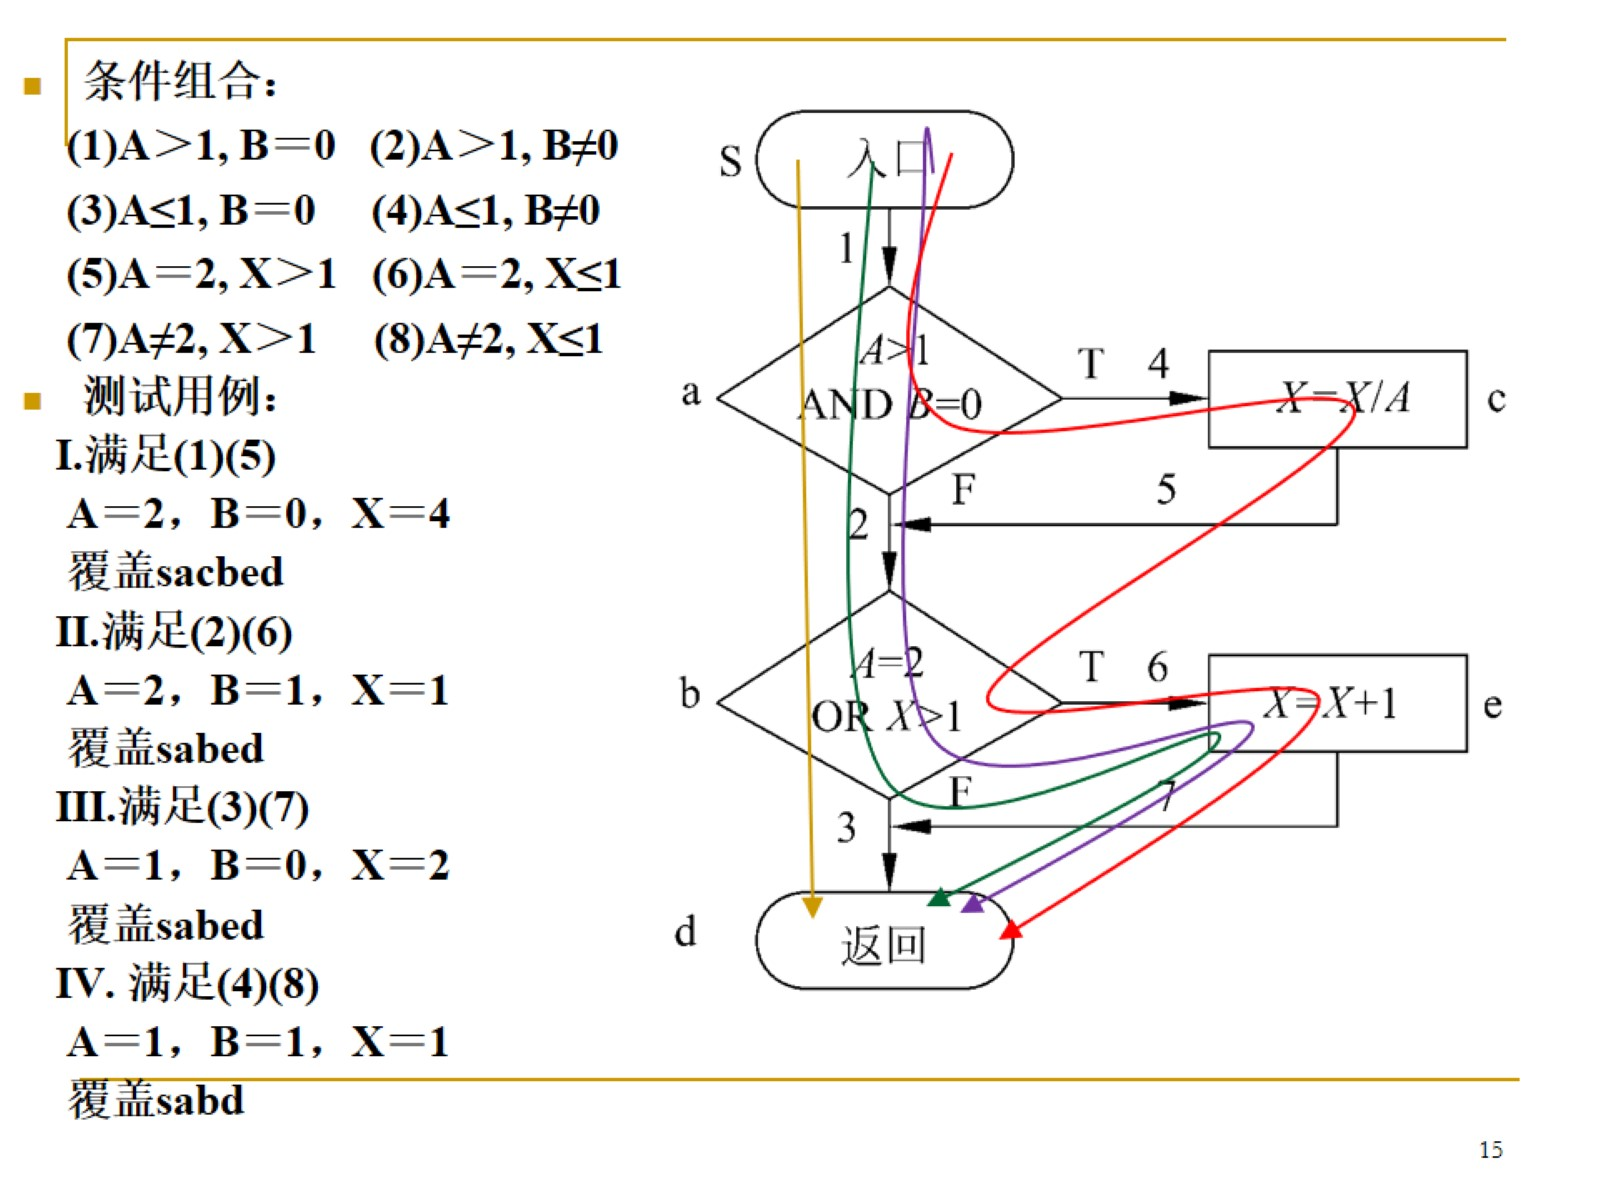 条件组合：
(1)A＞1, B＝0 (2)A＞1, B≠0
(3)A≤1, B＝0 (4)A≤1, B≠0
(5)A＝2, X＞1 (6)A＝2, X≤1
(7)A≠2, X＞1 (8)A≠2, X≤1
测试用例：
I.满足(1)(5)
A＝2，B＝0，X＝4
覆盖sacbed
II.满足(2)(6)
A＝2，B＝1，X＝1
覆盖sabed
III.满足(3)(7)
A＝1，B＝0，X＝2
覆盖sabed
IV. 满足(4)(8)
A＝1，B＝1，X＝1
覆盖sabd
S
入口
1
a
A>1
AND B=0
T 4
X=X/A
c
F
5
2
b
A=2
OR X>1
T 6
X=X+1
e
F
7
3
d
返回
15